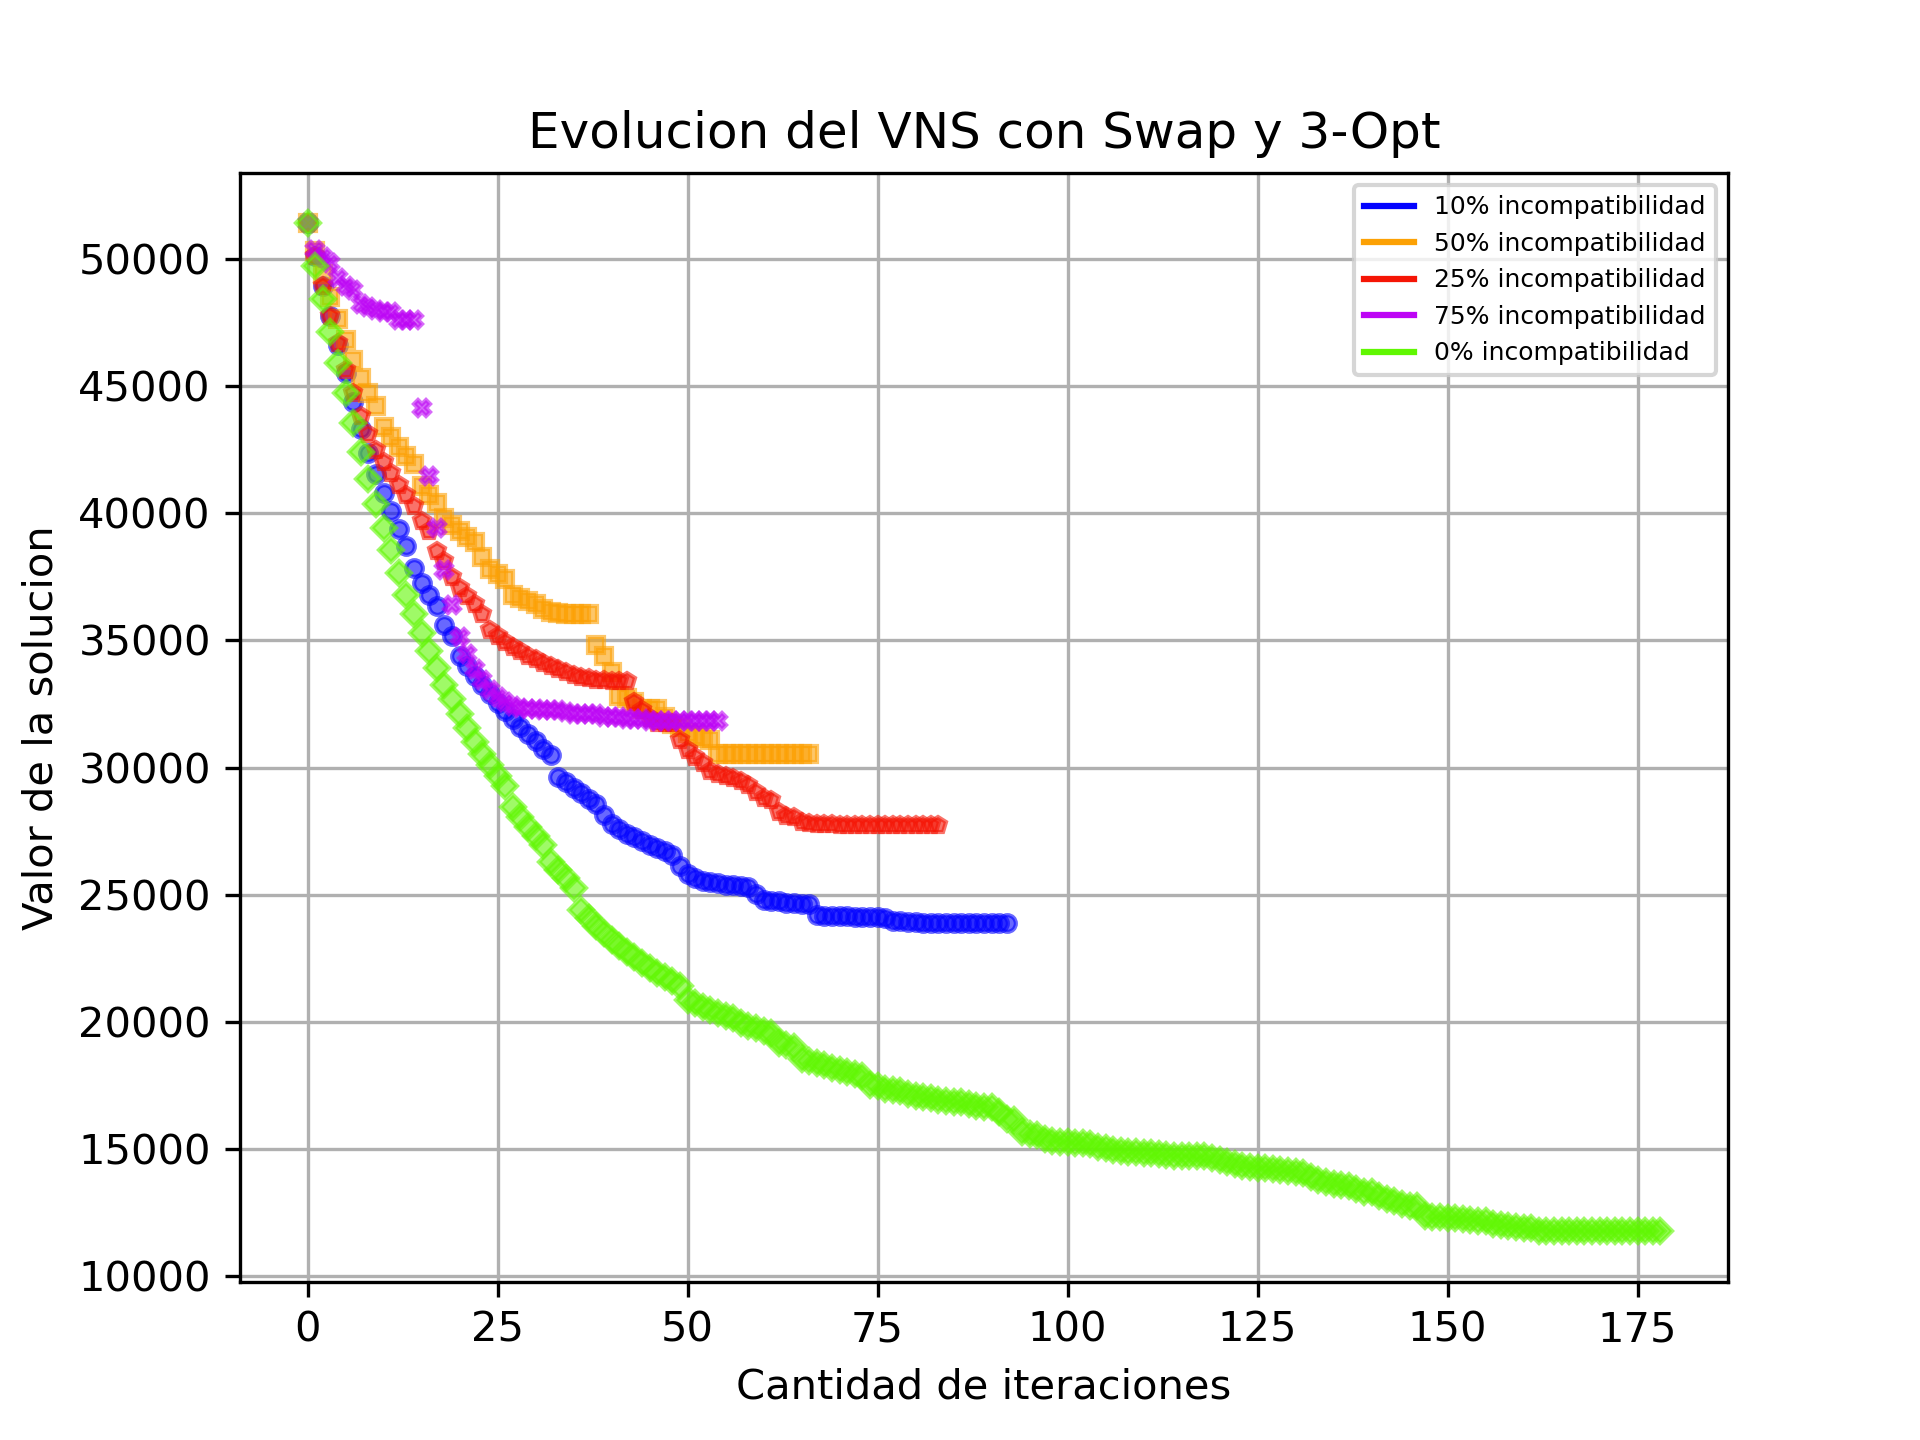 Evolucion del VNS con Swap y 3-Opt
10% incompatibilidad
50% incompatibilidad
25% incompatibilidad
75% incompatibilidad
0% incompatibilidad
Valor de la solucion
50000
45000
40000
35000
30000
25000
20000
15000
10000
0 25 50 75 100 125 150 175
Cantidad de iteraciones